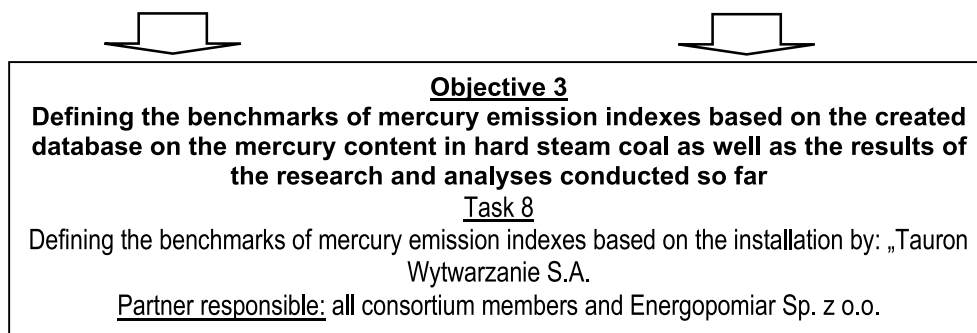 Objective 3
Defining the benchmarks of mercury emission indexes based on the created
database on the mercury content in hard steam coal as well as the results of
the research and analyses conducted so far
Task 8
Defining the benchmarks of mercury emission indexes based on the installation by: „Tauron
Wytwarzanie S.A.
Partner responsible: all consortium members and Energopomiar Sp. z o.o.